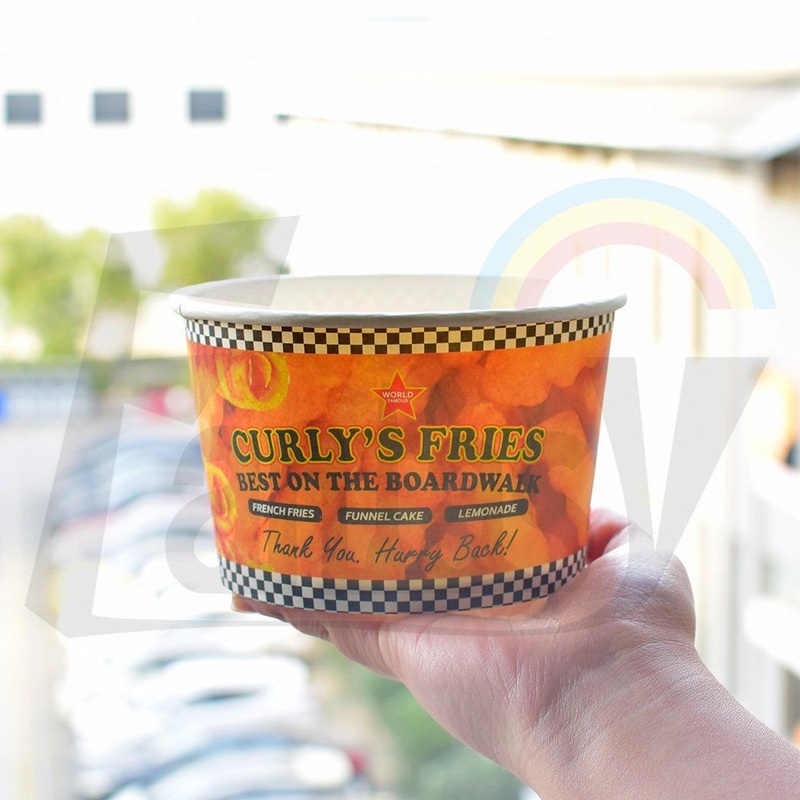 WORLD
FAMOUS
CURLY'S FRIES
BEST ON THE BOARDWALK
FRENCH FRIES FUNNEL CAKE LEMONADE
Thank You. Hurry Back!